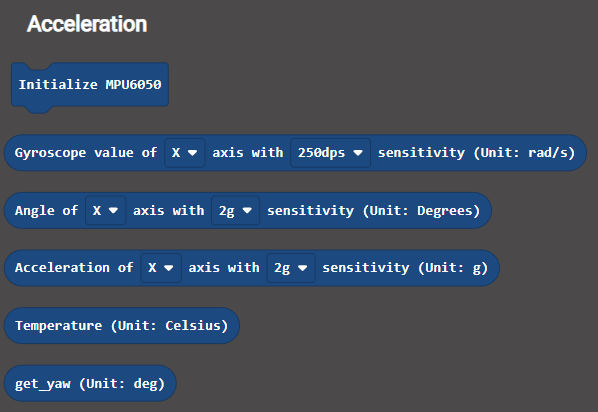 Acceleration
Initialize MPU6050
Gyroscope value of X axis with 250dps sensitivity (Unit: rad/s)
Angle of X axis with 2g sensitivity (Unit: Degrees)
Acceleration of X axis with 2g sensitivity (Unit: g)
Temperature (Unit: Celsius)
get_yaw (Unit: deg)